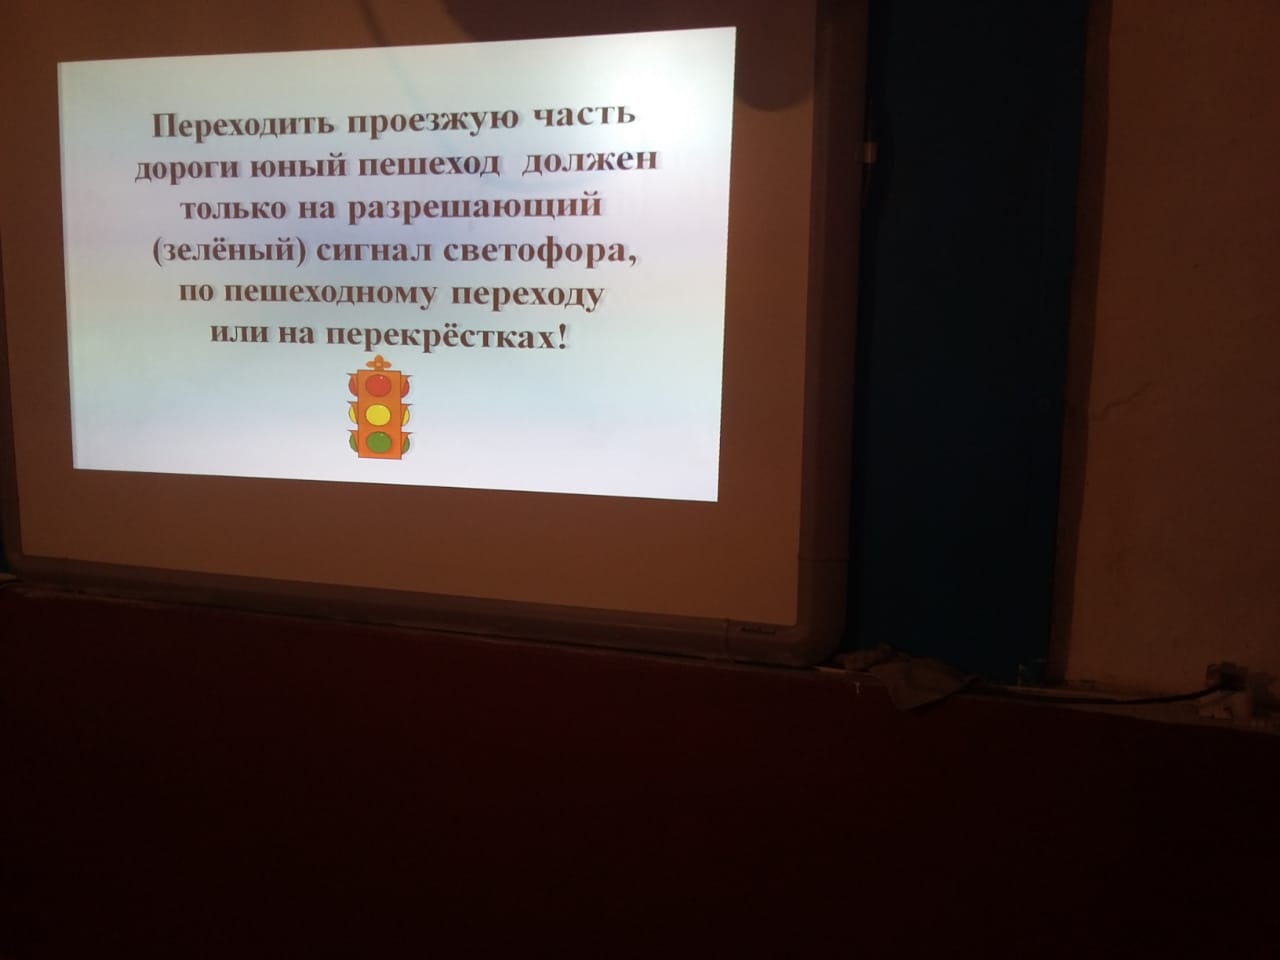 Переходить проезжую часть
дороги юный пешеход должен
только на разрешающий
(зелёный) сигнал светофора,
по пешеходному переходу
или на перекрёстках!